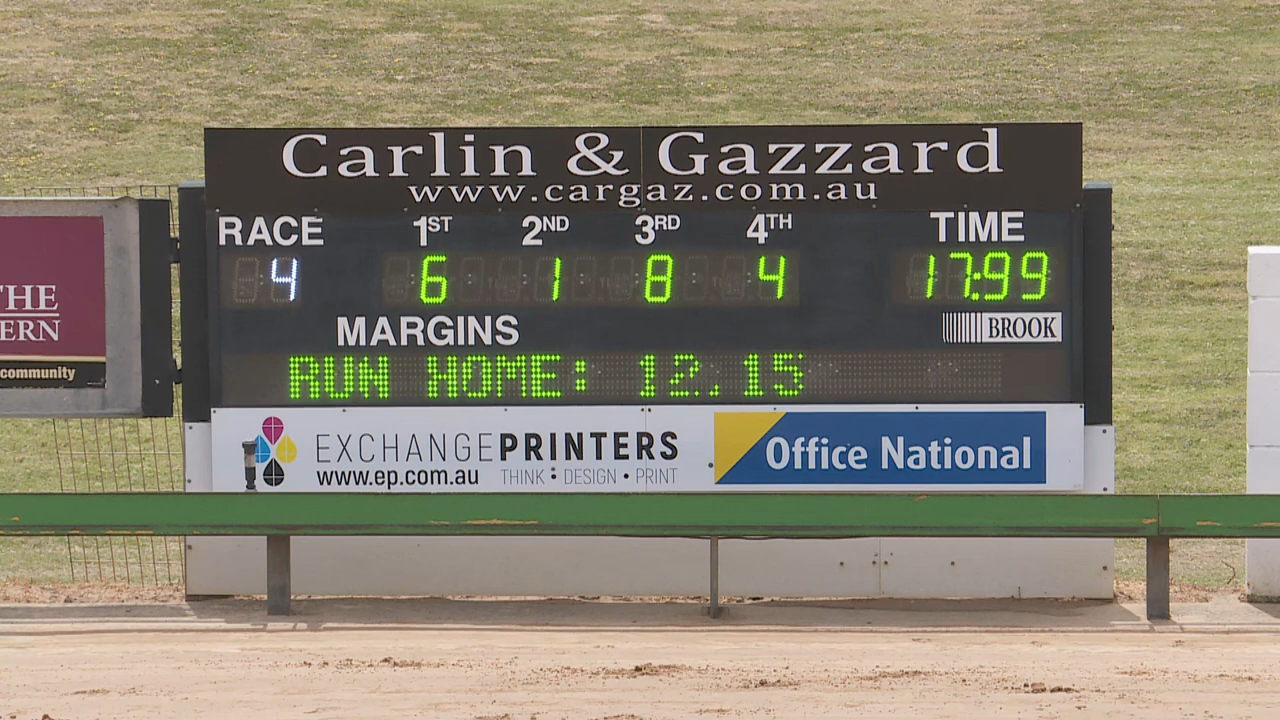 Carlin & Gazzard
www.cargaz.com.au
RACE 1ST 2ND 3RD 4TH TIME
4 6 1 8 4 17:99
MARGINS
BROOK
RUN HOME: 12.15
THE
ERN
community
EXCHANGEPRINTERS
www.ep.com.au THINK • DESIGN • PRINT
Office National